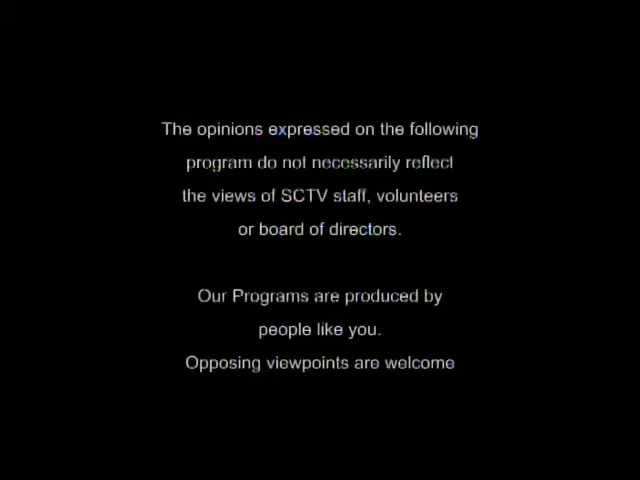 The opinions expressed on the following
program do not necessarily reflect
the views of SCTV staff, volunteers
or board of directors.
Our Programs are produced by
people like you.
Opposing viewpoints are welcome